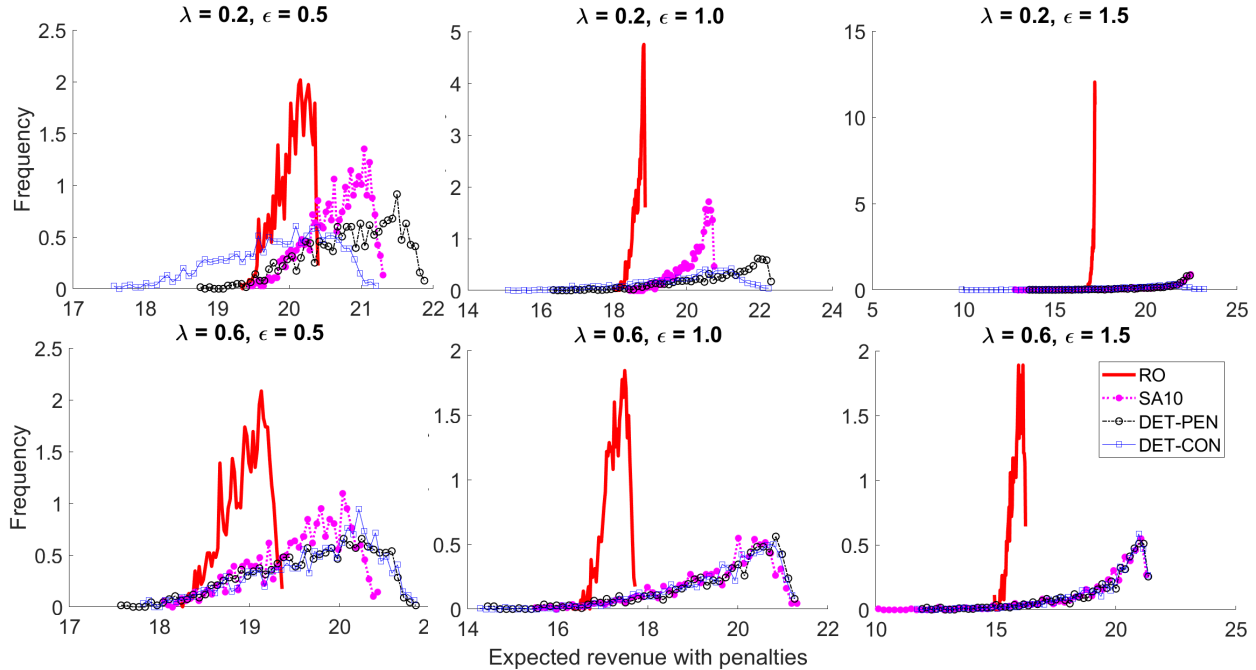 λ = 0.2, ϵ = 0.5
λ = 0.2, ϵ = 1.0
λ = 0.2, ϵ = 1.5
Frequency
2.5
2
1.5
1
0.5
0
17 18 19 20 21 22
5
4
3
2
1
0
14 16 18 20 22 24
15
10
5
0
5 10 15 20 25
λ = 0.6, ϵ = 0.5
λ = 0.6, ϵ = 1.0
λ = 0.6, ϵ = 1.5
Frequency
2.5
2
1.5
1
0.5
0
17 18 19 20 2
2
1.5
1
0.5
0
14 16 18 20 22
2
1.5
1
0.5
0
10 15 20 25
RO
SA10
DET-PEN
DET-CON
Expected revenue with penalties